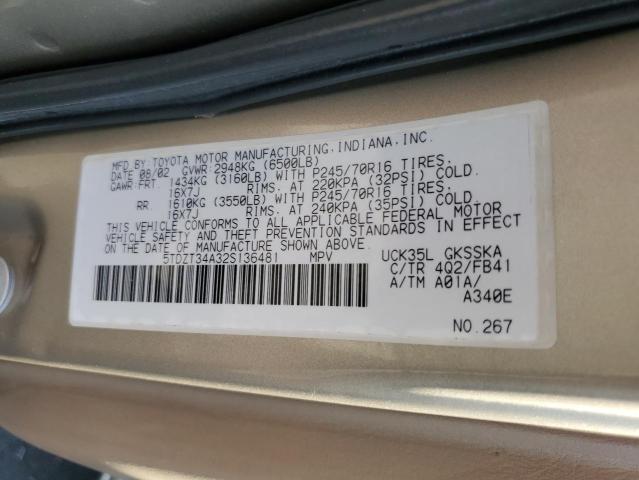 MFD BY:TOYOTA MOTOR MANUFACTURING,INDIANA,INC.
DATE 08/02 GVWR 2948KG (6500LB)
GAWR:FRT. 1434KG (3160LB) WITH P245/70R16 TIRES,
16X7J RIMS, AT 220KPA (32PSI) COLD.
RR 1610KG (3550LB) WITH P245/70R16 TIRES,
16X7J RIMS, AT 240KPA (35PSI) COLD.
THIS VEHICLE CONFORMS TO ALL APPLICABLE FEDERAL MOTOR
VEHICLE SAFETY AND THEFT PREVENTION STANDARDS IN EFFECT
ON THE DATE OF MANUFACTURE SHOWN ABOVE.
5TDZT34A32S136481 MPV
UCK35L GKSSKA
C/TR 4Q2/FB41
A/TM A01A/
A340E
NO.267